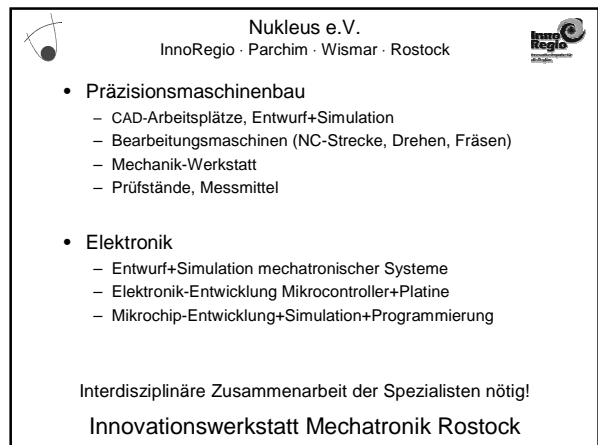 Nukleus e.V.
InnoRegio · Parchim · Wismar · Rostock
Inno
Regio
• Präzisionsmaschinenbau
– CAD-Arbeitsplätze, Entwurf+Simulation
– Bearbeitungsmaschinen (NC-Strecke, Drehen, Fräsen)
– Mechanik-Werkstatt
– Prüfstände, Messmittel
• Elektronik
– Entwurf+Simulation mechatronischer Systeme
– Elektronik-Entwicklung Mikrocontroller+Platine
– Mikrochip-Entwicklung+Simulation+Programmierung
Interdisziplinäre Zusammenarbeit der Spezialisten nötig!
Innovationswerkstatt Mechatronik Rostock